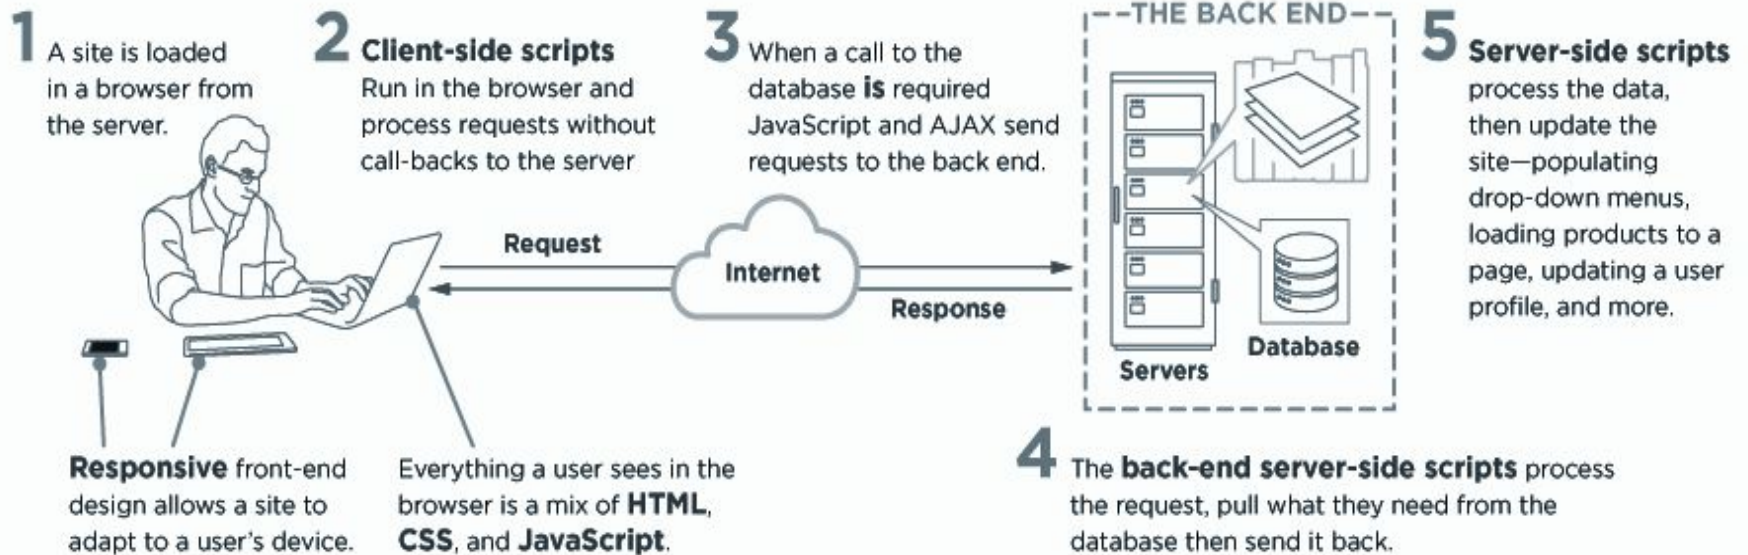 1
A site is loaded
in a browser from
the server.
2
Client-side scripts
Run in the browser and
process requests without
call-backs to the server
3
When a call to the
database is required
JavaScript and AJAX send
requests to the back end.
THE BACK END
Request
Internet
Response
Servers
Database
5
Server-side scripts
process the data,
then update the
site—populating
drop-down menus,
loading products to a
page, updating a user
profile, and more.
Responsive front-end
design allows a site to
adapt to a user's device.
Everything a user sees in the
browser is a mix of HTML,
CSS, and JavaScript.
4
The back-end server-side scripts process
the request, pull what they need from the
database then send it back.